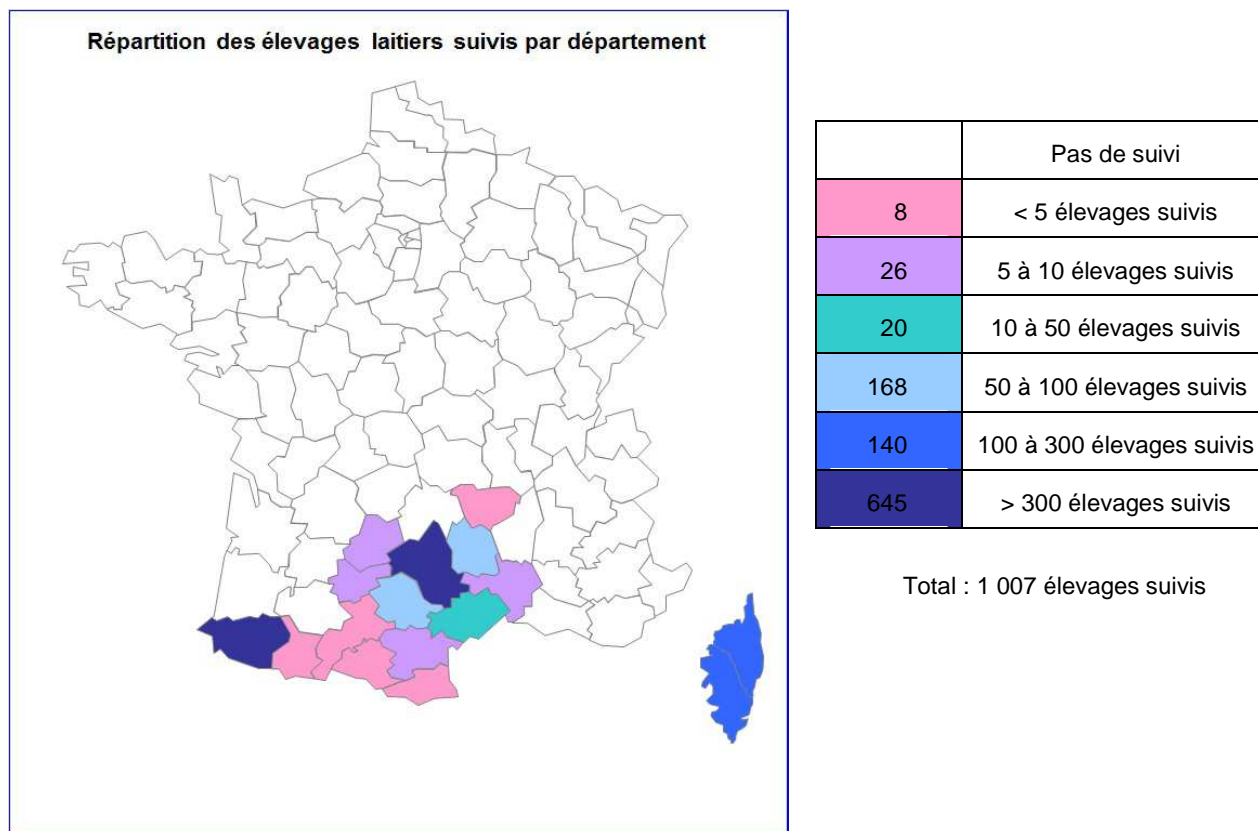 Répartition des élevages laitiers suivis par département
Pas de suivi
8 < 5 élevages suivis
26 5 à 10 élevages suivis
20 10 à 50 élevages suivis
168 50 à 100 élevages suivis
140 100 à 300 élevages suivis
645 > 300 élevages suivis
Total : 1 007 élevages suivis